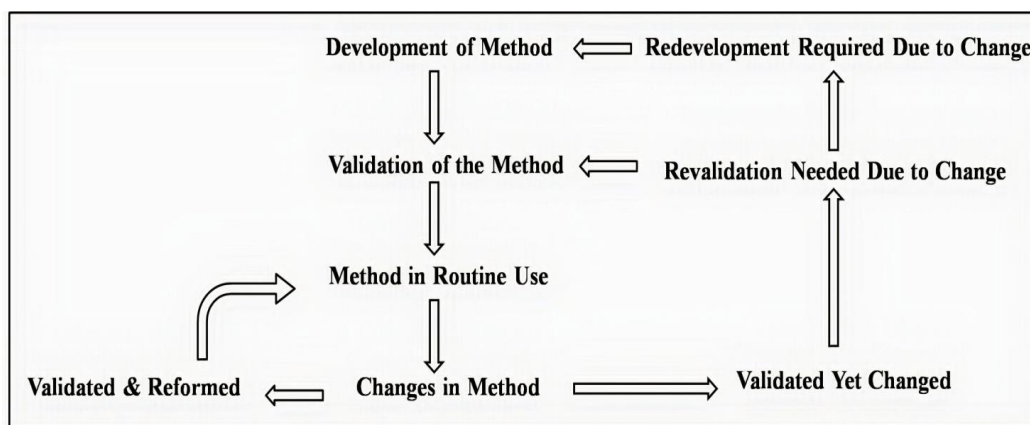 Development of Method
Redevelopment Required Due to Change
Validation of the Method
Revalidation Needed Due to Change
Method in Routine Use
Validated & Reformed
Changes in Method
Validated Yet Changed